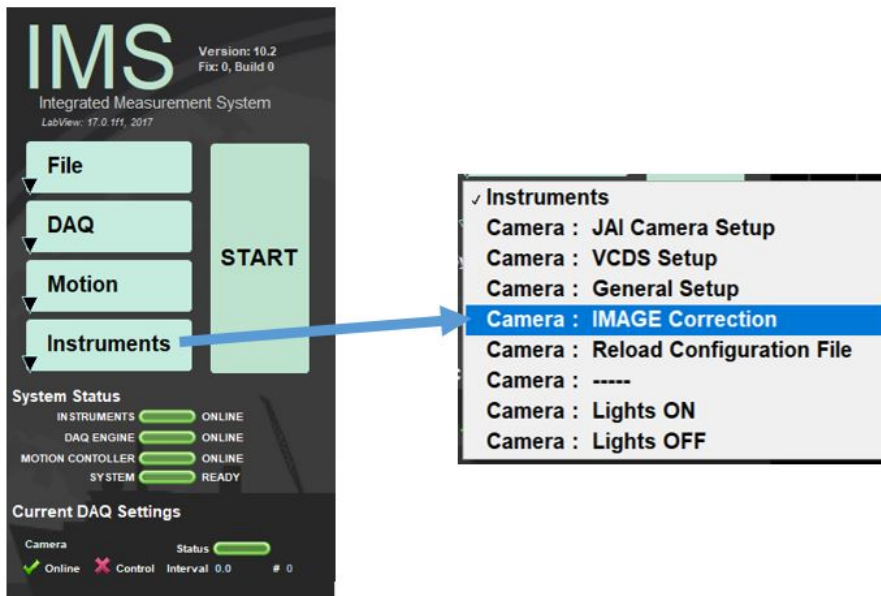 IMS
Version: 10.2
Fix: 0, Build 0
Integrated Measurement System
LabView: 17.0.1f1, 2017
File
DAQ
Motion
Instruments
START
System Status
INSTRUMENTS ONLINE
DAQ ENGINE ONLINE
MOTION CONTOLLER ONLINE
SYSTEM READY
Current DAQ Settings
Camera Status
Online Control Interval 0.0 # 0
✓ Instruments
Camera : JAI Camera Setup
Camera : VCDS Setup
Camera : General Setup
Camera : IMAGE Correction
Camera : Reload Configuration File
Camera : -----
Camera : Lights ON
Camera : Lights OFF